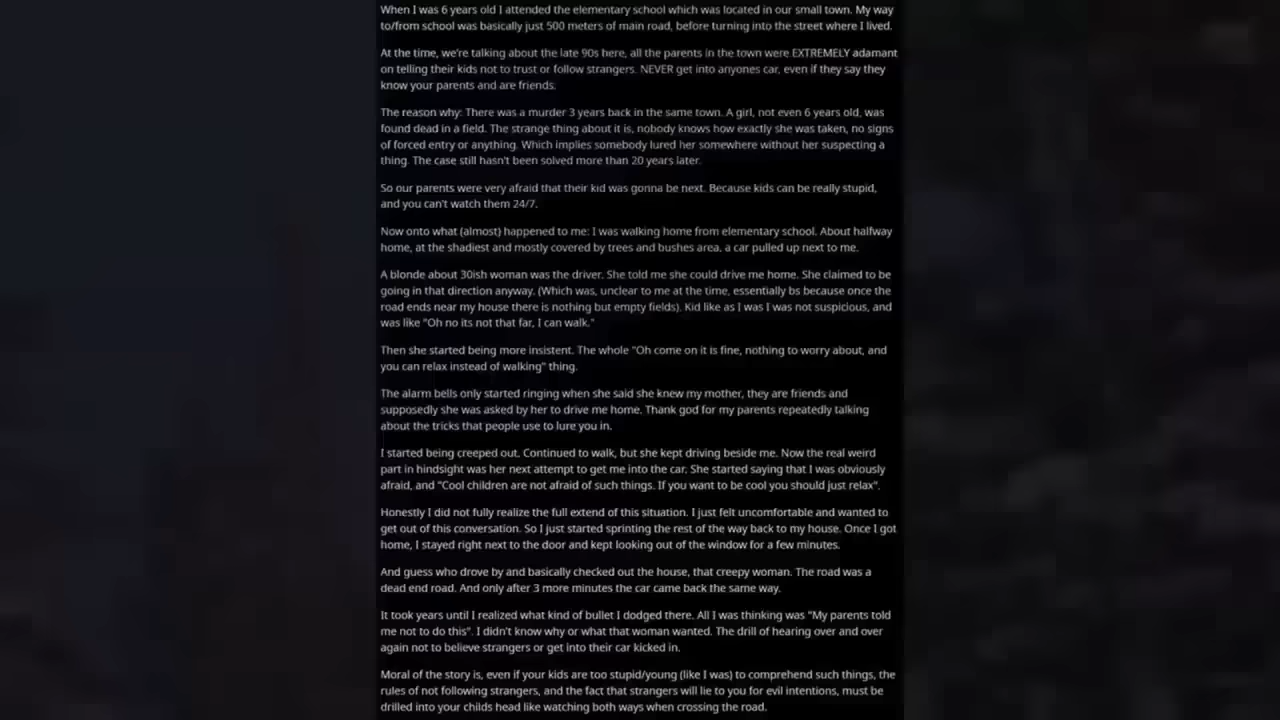 When I was 6 years old I attended the elementary school which was located in our small town. My way
to/from school was basically just 500 meters of main road, before turning into the street where I lived.
At the time, we're talking about the late 90s here, all the parents in the town were EXTREMELY adamant
on telling their kids not to trust or follow strangers. NEVER get into anyones car, even if they say they
know your parents and are friends.
The reason why: There was a murder 3 years back in the same town. A girl, not even 6 years old, was
found dead in a field. The strange thing about it is, nobody knows how exactly she was taken, no signs
of forced entry or anything. Which implies somebody lured her somewhere without her suspecting a
thing. The case still hasn't been solved more than 20 years later.
So our parents were very afraid that their kid was gonna be next. Because kids can be really stupid,
and you can't watch them 24/7.
Now onto what (almost) happened to me: I was walking home from elementary school. About halfway
home, at the shadiest and mostly covered by trees and bushes area, a car pulled up next to me.
A blonde about 30ish woman was the driver. She told me she could drive me home. She claimed to be
going in that direction anyway. (Which was, unclear to me at the time, essentially bs because once the
road ends near my house there is nothing but empty fields). Kid like as I was I was not suspicious, and
was like "Oh no its not that far, I can walk."
Then she started being more insistent. The whole "Oh come on it is fine, nothing to worry about, and
you can relax instead of walking" thing.
The alarm bells only started ringing when she said she knew my mother, they are friends and
supposedly she was asked by her to drive me home. Thank god for my parents repeatedly talking
about the tricks that people use to lure you in.
I started being creeped out. Continued to walk, but she kept driving beside me. Now the real weird
part in hindsight was her next attempt to get me into the car. She started saying that I was obviously
afraid, and "Cool children are not afraid of such things. If you want to be cool you should just relax".
Honestly I did not fully realize the full extend of this situation. I just felt uncomfortable and wanted to
get out of this conversation. So I just started sprinting the rest of the way back to my house. Once I got
home, I stayed right next to the door and kept looking out of the window for a few minutes.
And guess who drove by and basically checked out the house, that creepy woman. The road was a
dead end road. And only after 3 more minutes the car came back the same way.
It took years until I realized what kind of bullet I dodged there. All I was thinking was "My parents told
me not to do this". I didn't know why or what that woman wanted. The drill of hearing over and over
again not to believe strangers or get into their car kicked in.
Moral of the story is, even if your kids are too stupid/young (like I was) to comprehend such things, the
rules of not following strangers, and the fact that strangers will lie to you for evil intentions, must be
drilled into your childs head like watching both ways when crossing the road.